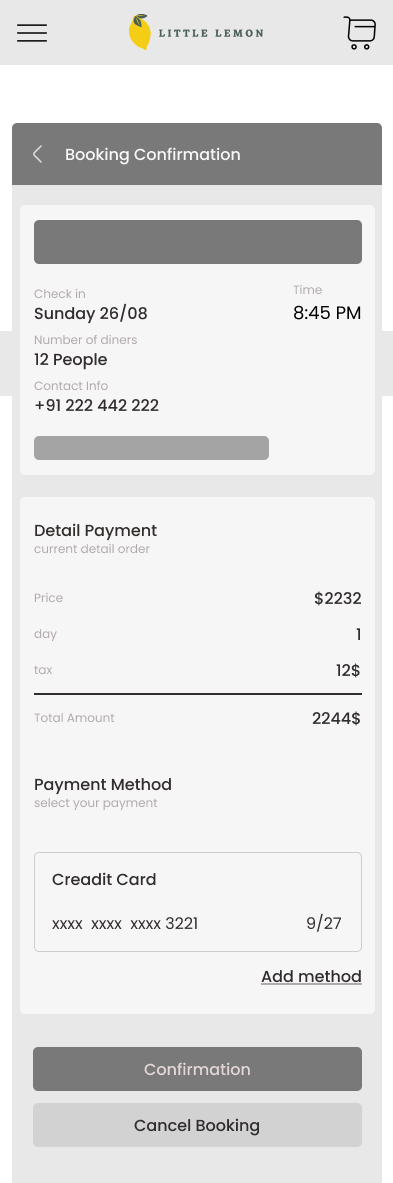 LITTLE LEMON
Booking Confirmation
Check in
Time
Sunday 26/08
8:45 PM
Number of diners
12 People
Contact Info
+91 222 442 222
Detail Payment
current detail order
Price $2232
day 1
tax 12$
Total Amount 2244$
Payment Method
select your payment
Creadit Card
xxxx xxxx xxxx 3221 9/27
Add method
Confirmation
Cancel Booking